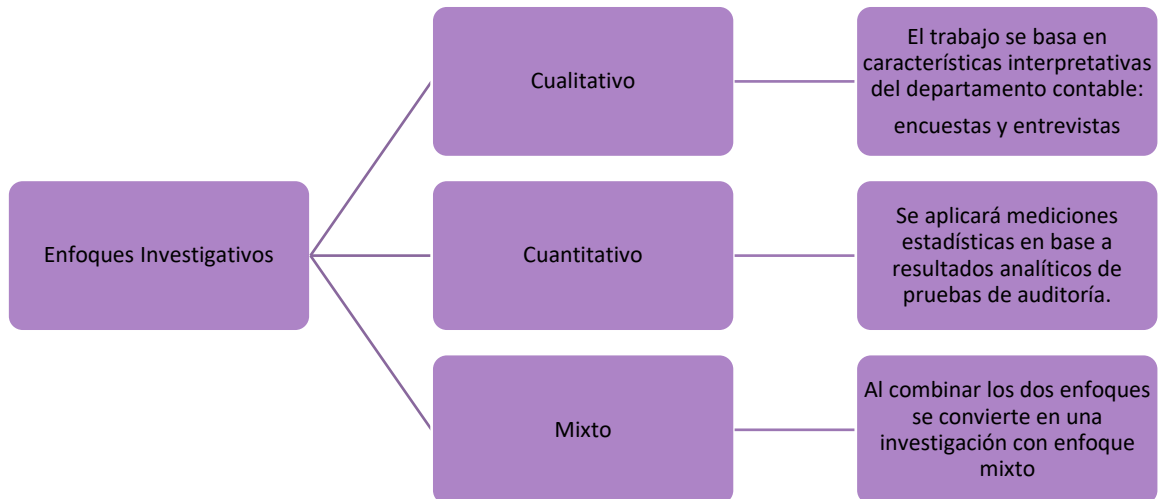 Enfoques Investigativos
Cualitativo
El trabajo se basa en
características interpretativas
del departamento contable:
encuestas y entrevistas
Cuantitativo
Se aplicará mediciones
estadísticas en base a
resultados analíticos de
pruebas de auditoría.
Mixto
Al combinar los dos enfoques
se convierte en una
investigación con enfoque
mixto